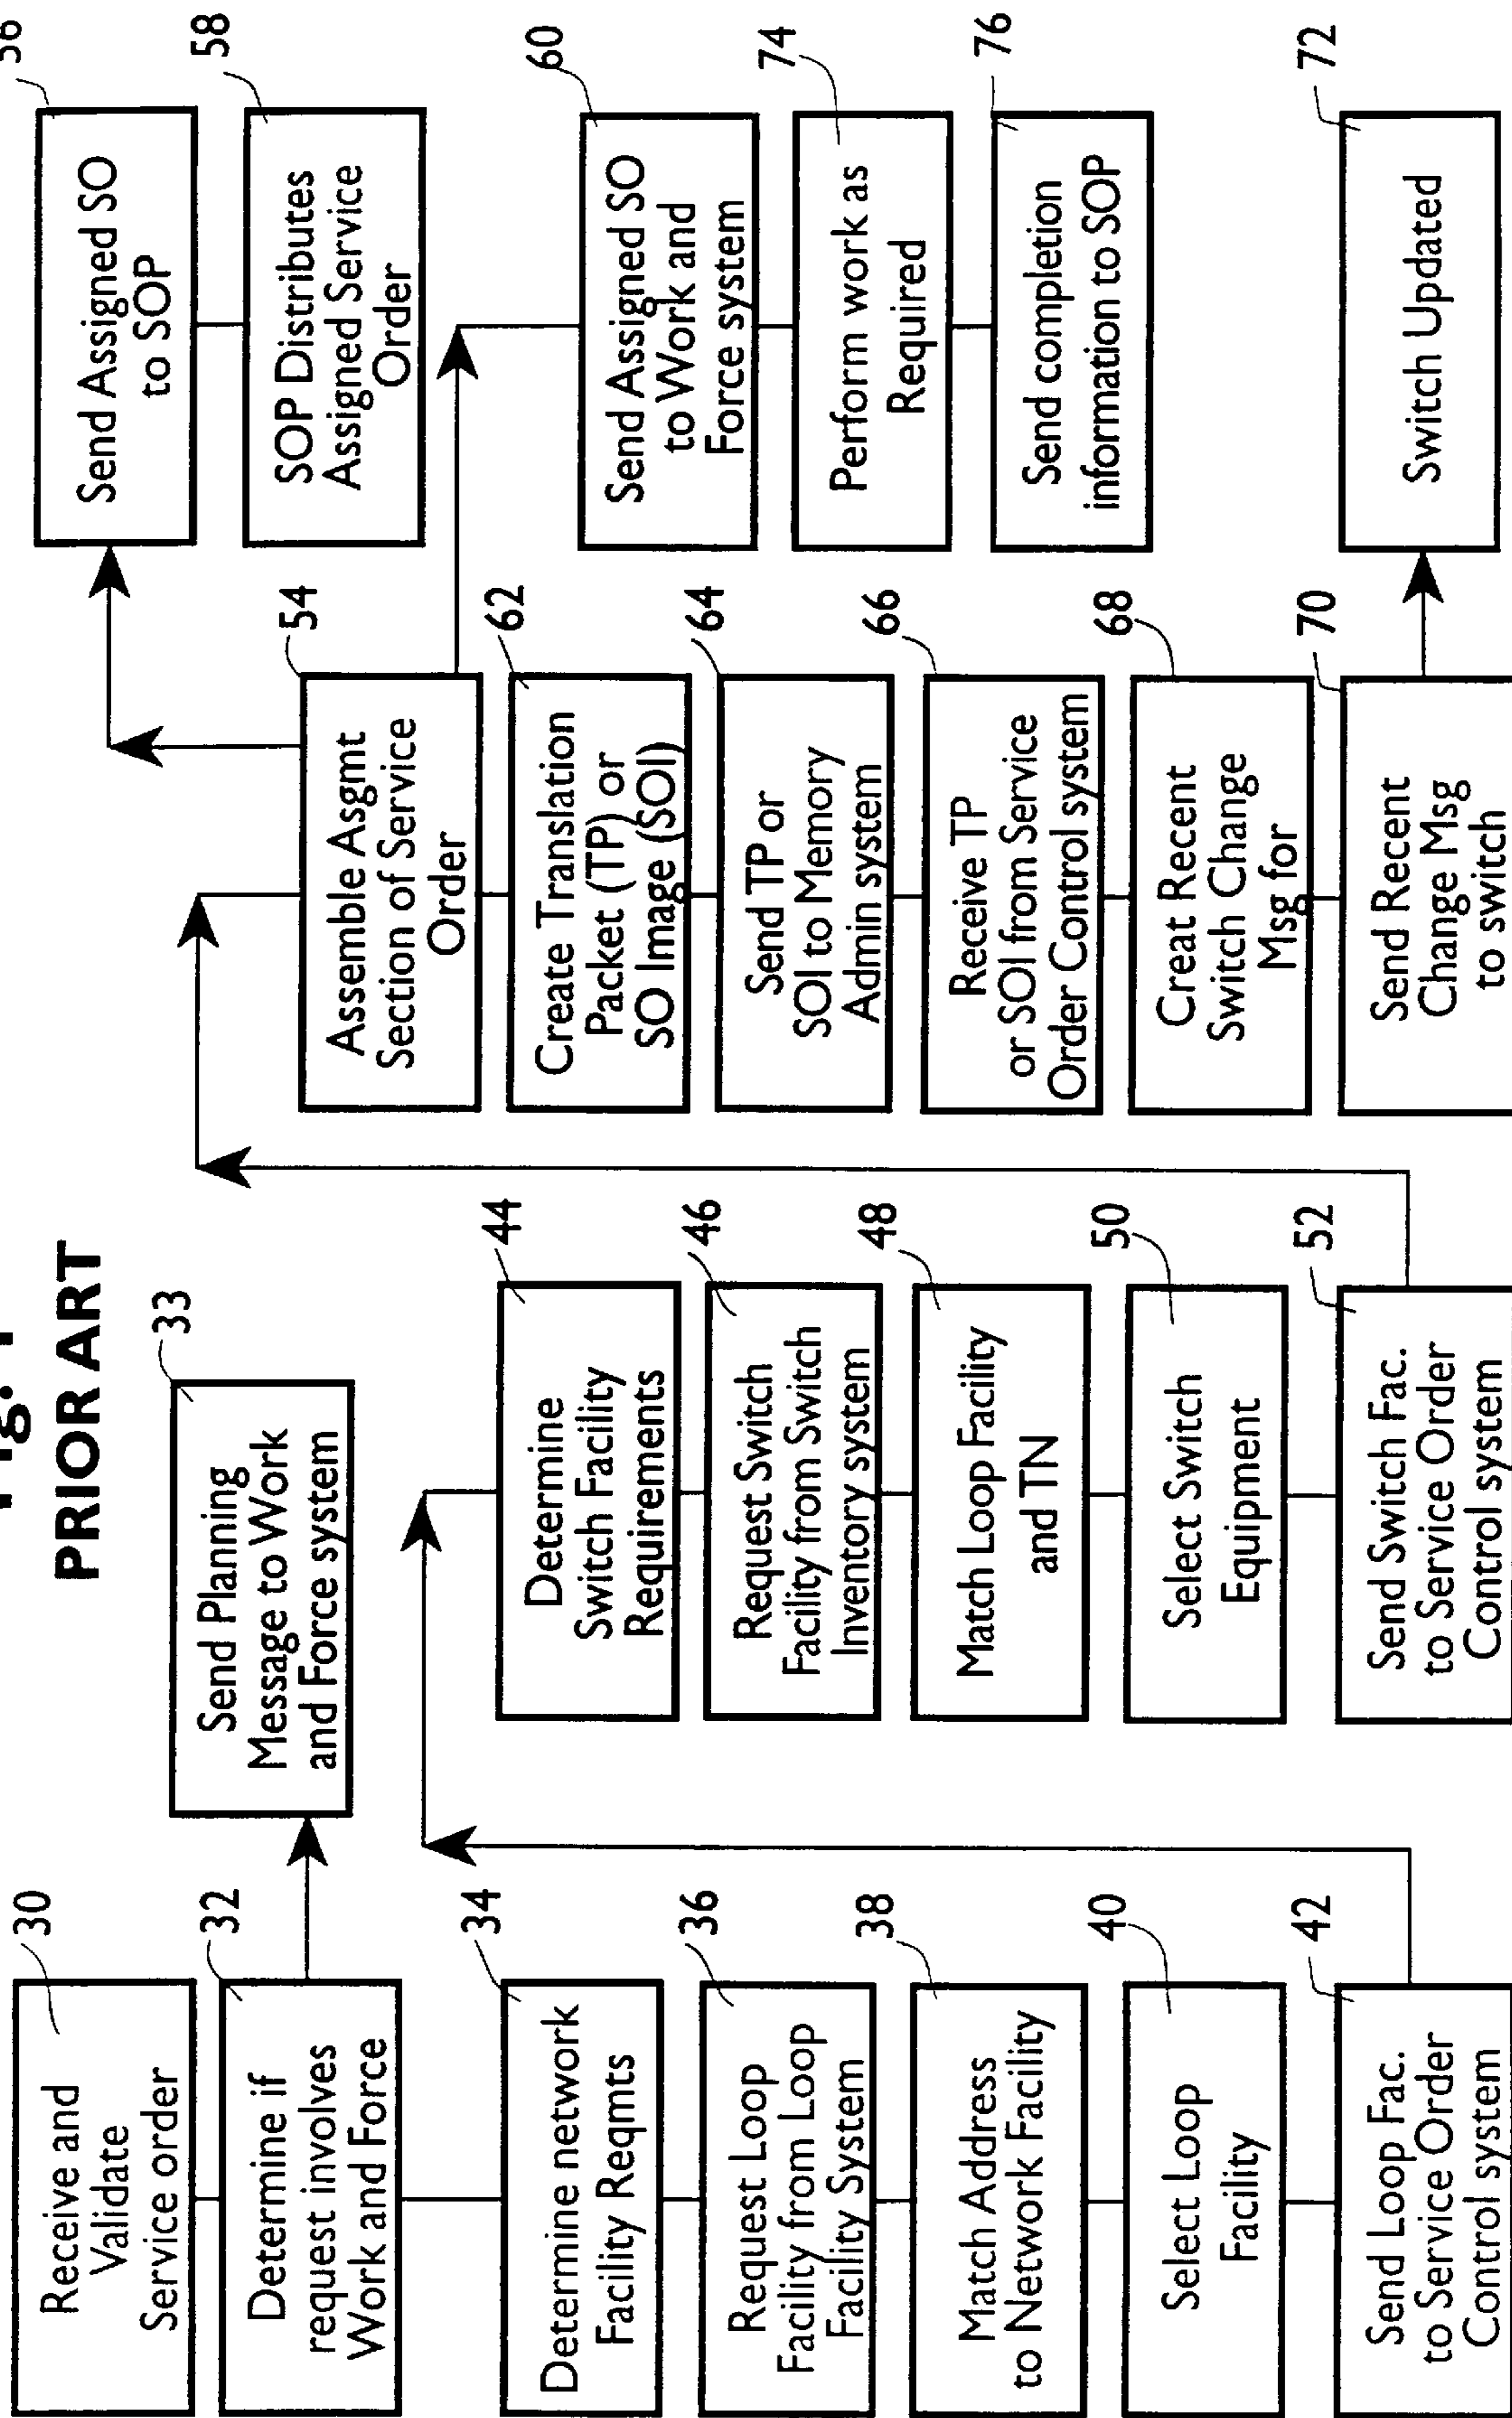 PRIOR ART
30
Receive and
Validate
Service order
32
Determine if
request involves
Work and Force
33
Send Planning
Message to Work
and Force system
34
Determine network
Facility Reqmts
36
Request Loop
Facility from Loop
Facility System
38
Match Address
to Network Facility
40
Select Loop
Facility
42
Send Loop Fac.
to Service Order
Control system
44
Determine
Switch Facility
Requirements
46
Request Switch
Facility from Switch
Inventory system
48
Match Loop Facility
and TN
50
Select Switch
Equipment
52
Send Switch Fac.
to Service Order
Control system
54
Assemble Asgmt
Section of Service
Order
62
Create Translation
Packet (TP) or
SO Image (SOI)
64
Send TP or
SOI to Memory
Admin system
66
Receive TP
or SOI from Service
Order Control system
68
Creat Recent
Switch Change
Msg for
70
Send Recent
Change Msg
to switch
56
Send Assigned SO
to SOP
58
SOP Distributes
Assigned Service
Order
60
Send Assigned SO
to Work and
Force system
74
Perform work as
Required
76
Send completion
information to SOP
72
Switch Updated